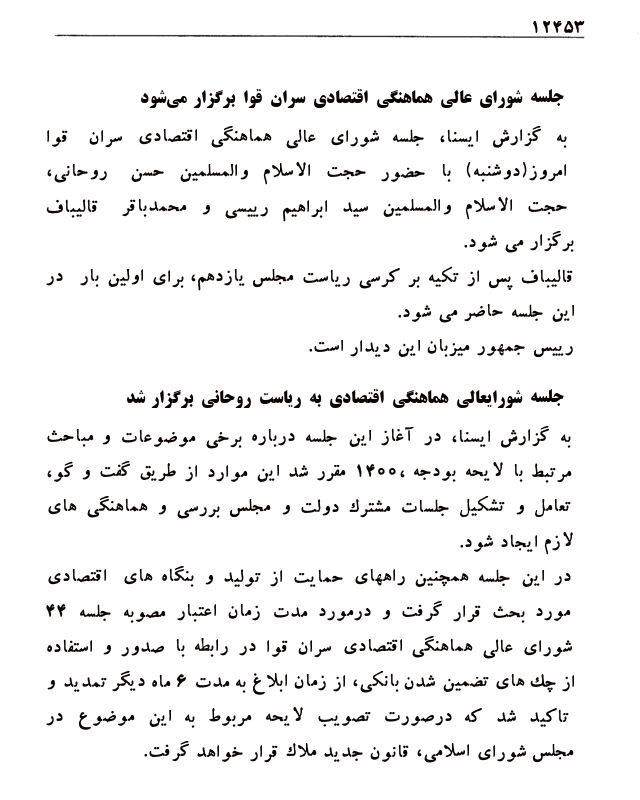 ۱۲۴۵۳
جلسه شورای عالی هماهنگی اقتصادی سران قوا برگزار می‌شود
به گزارش ایسنا، جلسه شورای عالی هماهنگی اقتصادی سران قوا
امروز(دوشنبه) با حضور حجت الاسلام والمسلمین حسن روحانی،
حجت الاسلام والمسلمین سید ابراهیم رییسی و محمدباقر قالیباف
برگزار می شود.
قالیباف پس از تکیه بر کرسی ریاست مجلس یازدهم، برای اولین بار در
این جلسه حاضر می شود.
رییس جمهور میزبان این دیدار است.
جلسه شورایعالی هماهنگی اقتصادی به ریاست روحانی برگزار شد
به گزارش ایسنا، در آغاز این جلسه درباره برخی موضوعات و مباحث
مرتبط با لایحه بودجه ،۱۴۰۰ مقرر شد این موارد از طریق گفت و گو،
تعامل و تشکیل جلسات مشترک دولت و مجلس بررسی و هماهنگی های
لازم ایجاد شود.
در این جلسه همچنین راههای حمایت از تولید و بنگاه های اقتصادی
مورد بحث قرار گرفت و درمورد مدت زمان اعتبار مصوبه جلسه ۴۴
شورای عالی هماهنگی اقتصادی سران قوا در رابطه با صدور و استفاده
از چک های تضمین شدن بانکی، از زمان ابلاغ به مدت ۶ ماه دیگر تمدید و
تاکید شد که درصورت تصویب لایحه مربوط به این موضوع در
مجلس شورای اسلامی، قانون جدید ملاک قرار خواهد گرفت.